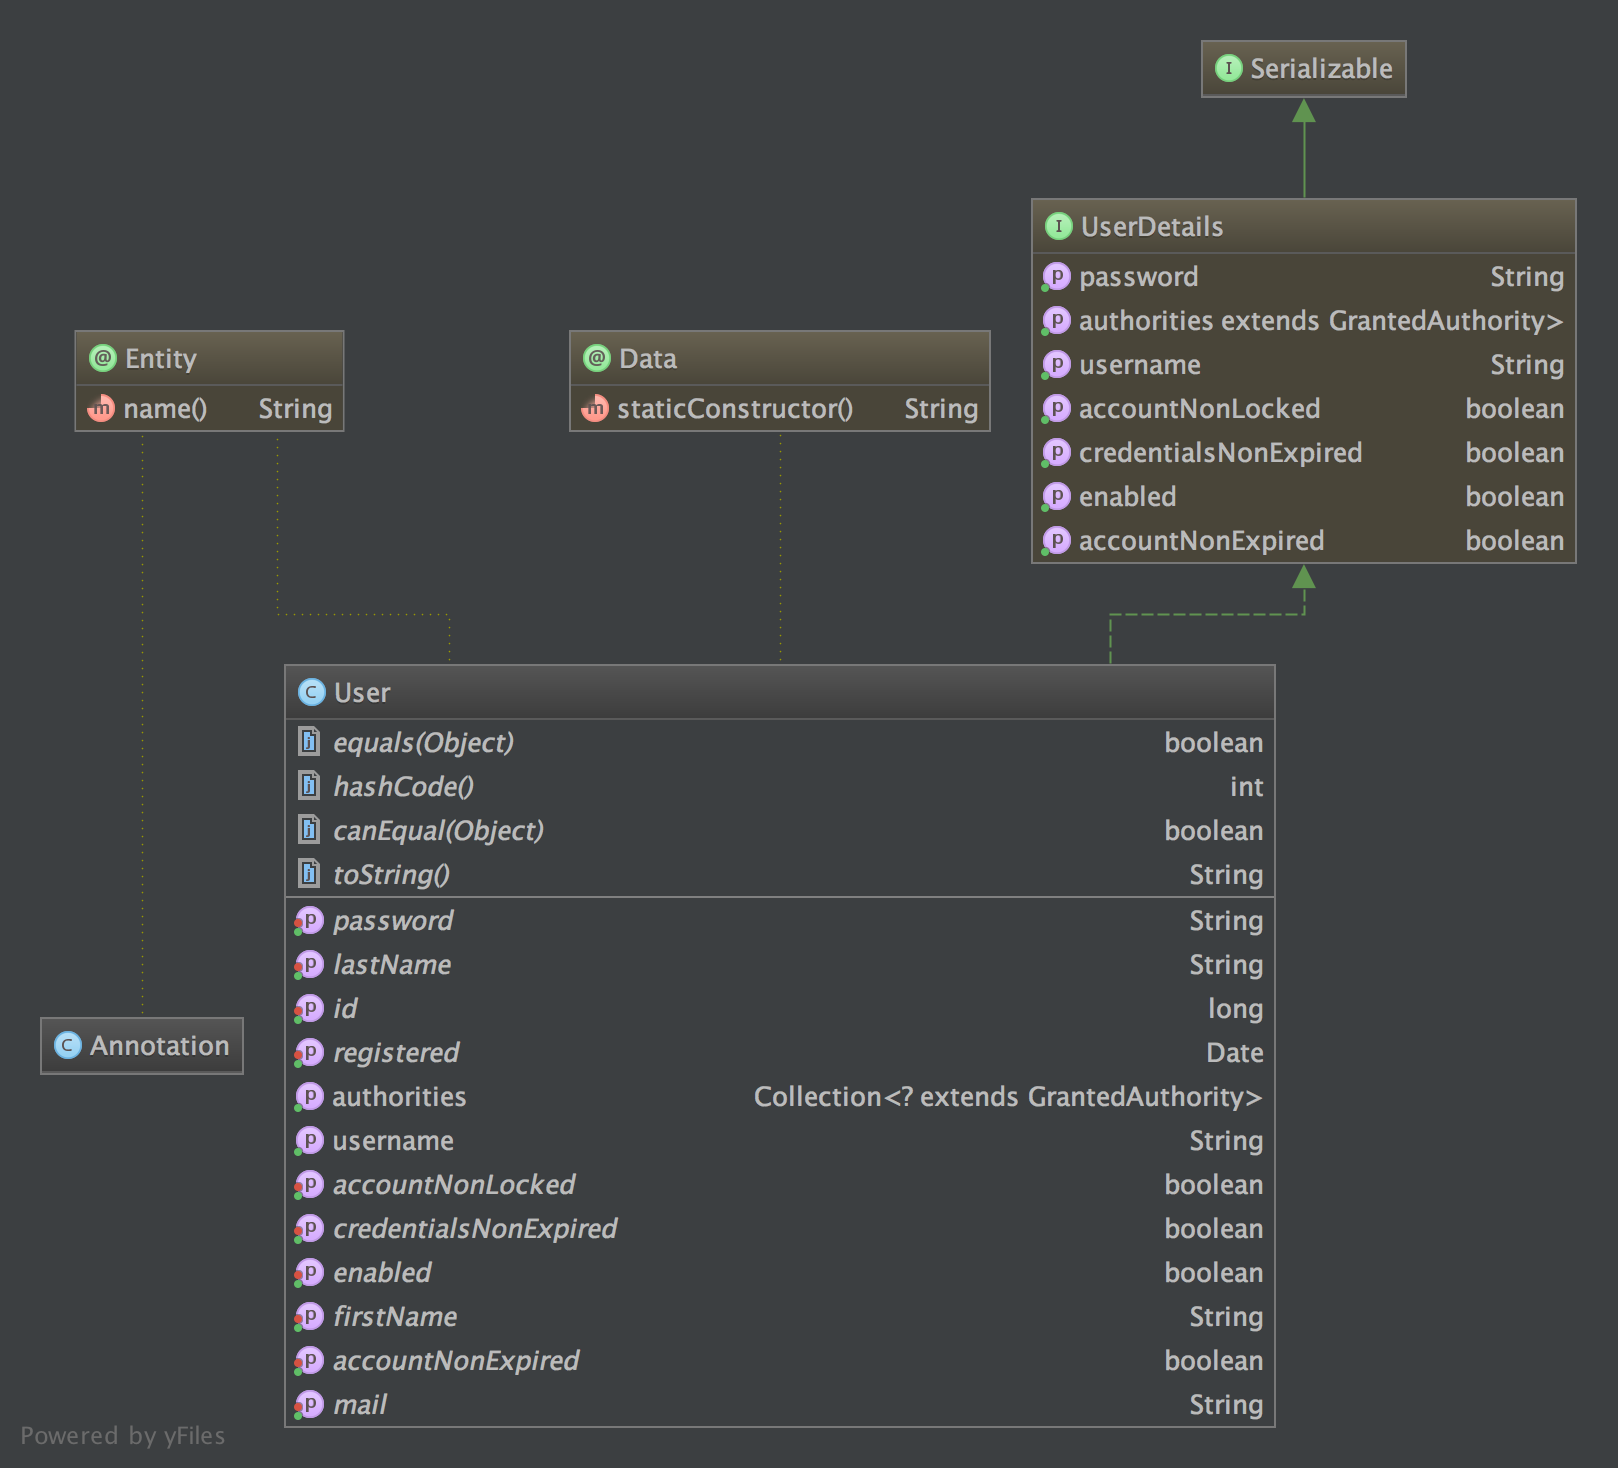 Serializable
UserDetails
password String
authorities extends GrantedAuthority>
username String
accountNonLocked boolean
credentialsNonExpired boolean
enabled boolean
accountNonExpired boolean
Entity
name() String
Data
staticConstructor() String
User
equals(Object) boolean
hashCode() int
canEqual(Object) boolean
toString() String
password String
lastName String
id long
registered Date
authorities Collection<? extends GrantedAuthority>
username String
accountNonLocked boolean
credentialsNonExpired boolean
enabled boolean
firstName String
accountNonExpired boolean
mail String
Annotation
Powered by yFiles